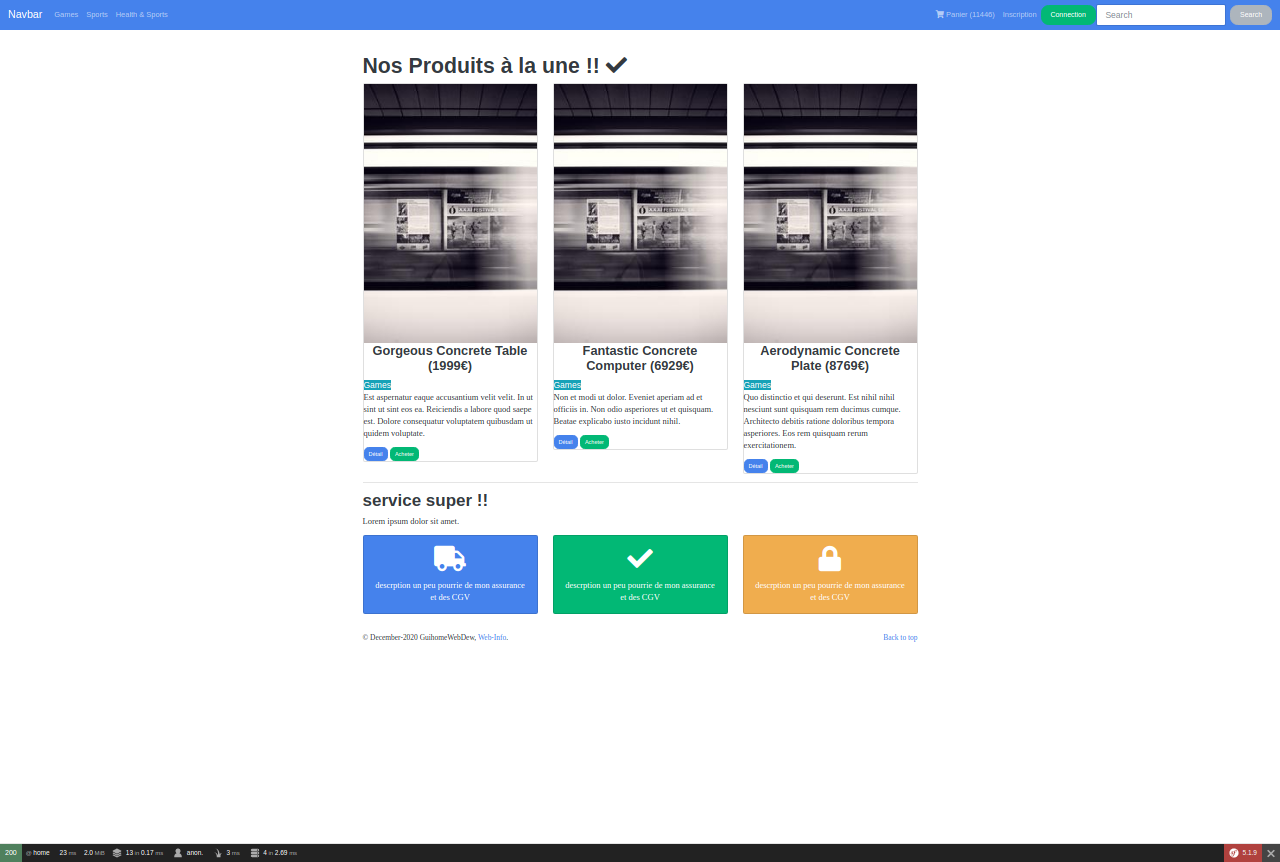 Navbar Games Sports Health & Sports Panier (11446) Inscription Connection Search Search
Nos Produits à la une !!
Gorgeous Concrete Table
(1999€)
Games
Est aspernatur eaque accusantium velit velit. In ut
sint ut sint eos ea. Reiciendis a labore quod saepe
est. Dolore consequatur voluptatem quibusdam ut
quidem voluptate.
Détail Acheter
Fantastic Concrete
Computer (6929€)
Games
Non et modi ut dolor. Eveniet aperiam ad et
officiis in. Non odio asperiores ut et quisquam.
Beatae explicabo iusto incidunt nihil.
Détail Acheter
Aerodynamic Concrete
Plate (8769€)
Games
Quo distinctio et qui deserunt. Est nihil nihil
nesciunt sunt quisquam rem ducimus cumque.
Architecto debitis ratione doloribus tempora
asperiores. Eos rem quisquam rerum
exercitationem.
Détail Acheter
service super !!
Lorem ipsum dolor sit amet.
descrption un peu pourrie de mon assurance
et des CGV
descrption un peu pourrie de mon assurance
et des CGV
descrption un peu pourrie de mon assurance
et des CGV
© December-2020 GuihomeWebDew, Web-Info. Back to top
200 @ home 23 ms 2.0 MiB 13 in 0.17 ms anon. 3 ms 4 in 2.69 ms 5.1.9